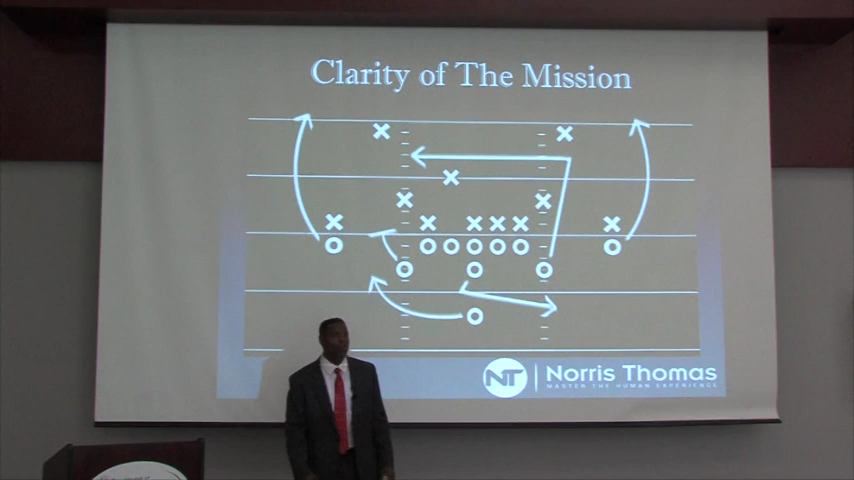 Clarity of The Mission
NT
Norris Thomas
MASTER THE HUMAN EXPERIENCE